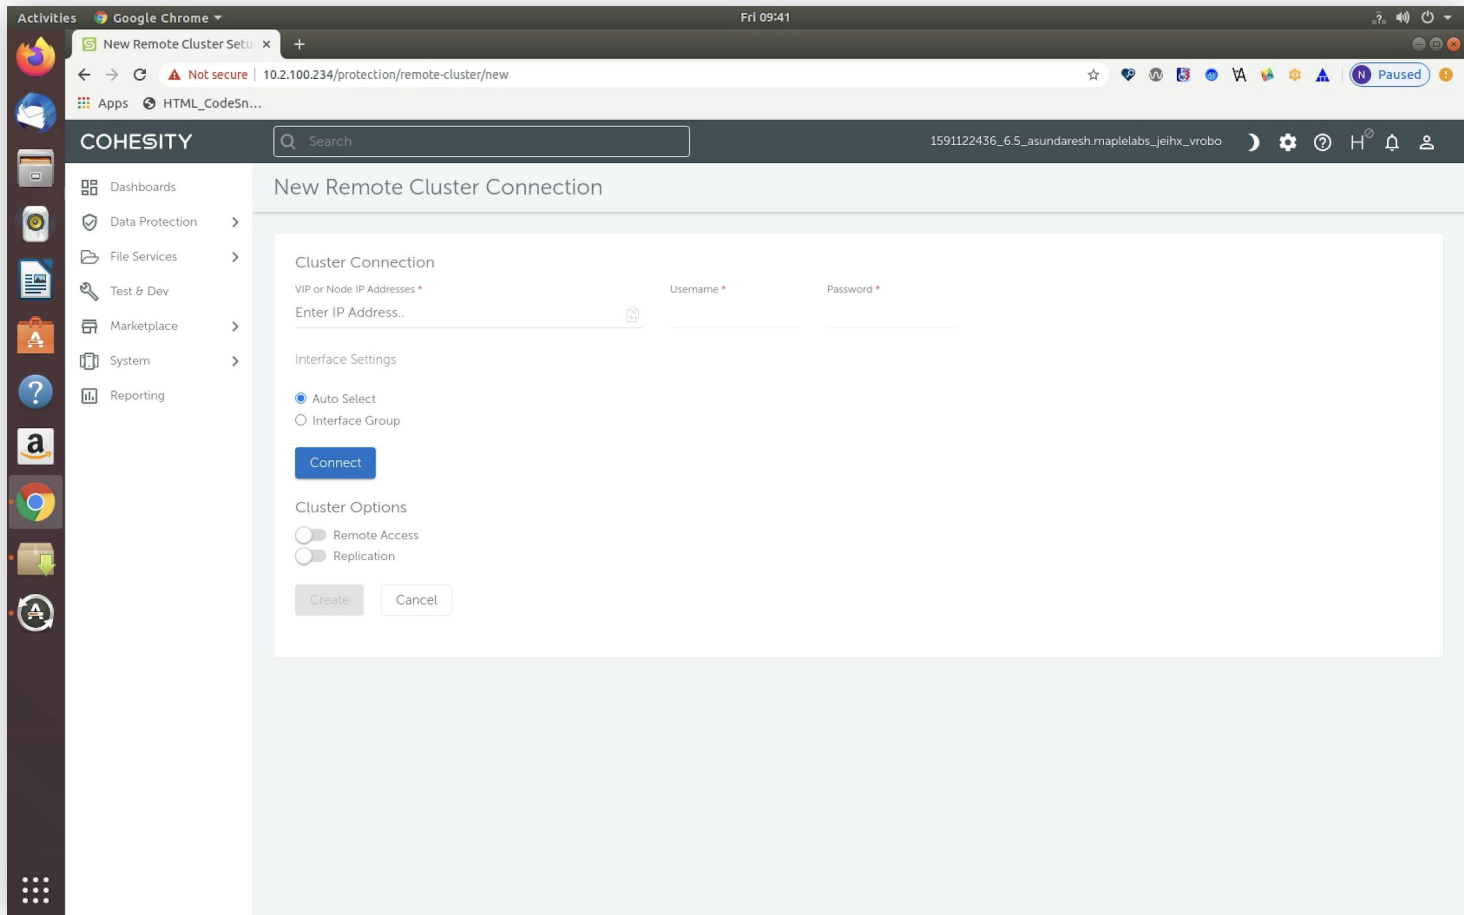 Activities Google Chrome Fri 09:41
New Remote Cluster Setu
Not secure 10.2.100.234/protection/remote-cluster/new Paused
Apps HTML_CodeSn...
COHESITY Search 1591122436_6.5_asundaresh.maplelabs_jeihx_vrobo
Dashboards
Data Protection
File Services
Test & Dev
Marketplace
System
Reporting
New Remote Cluster Connection
Cluster Connection
VIP or Node IP Addresses * Username * Password *
Enter IP Address..
Interface Settings
Auto Select
Interface Group
Connect
Cluster Options
Remote Access
Replication
Create Cancel